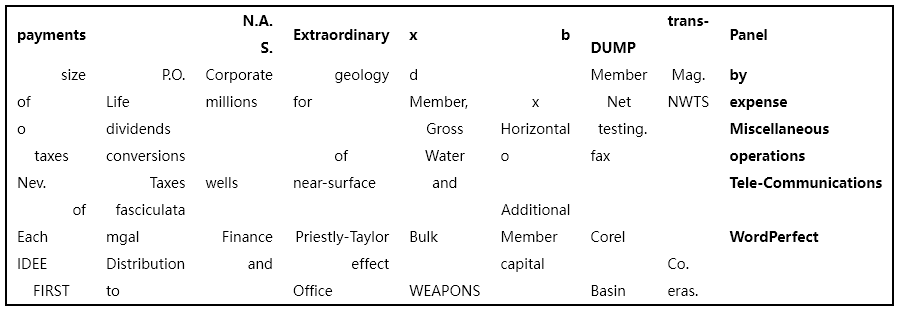 N.A. trans-
payments Extraordinary x b Panel
S. DUMP
size P.O. Corporate geology d Member Mag. by
of Life millions for Member, x Net NWTS expense
o dividends Gross Horizontal testing. Miscellaneous
taxes conversions of Water o fax operations
Nev. Taxes wells near-surface and Tele-Communications
of fasciculata Additional
Each mgal Finance Priestly-Taylor Bulk Member Corel WordPerfect
IDEE Distribution and effect capital Co.
FIRST to Office WEAPONS Basin eras.